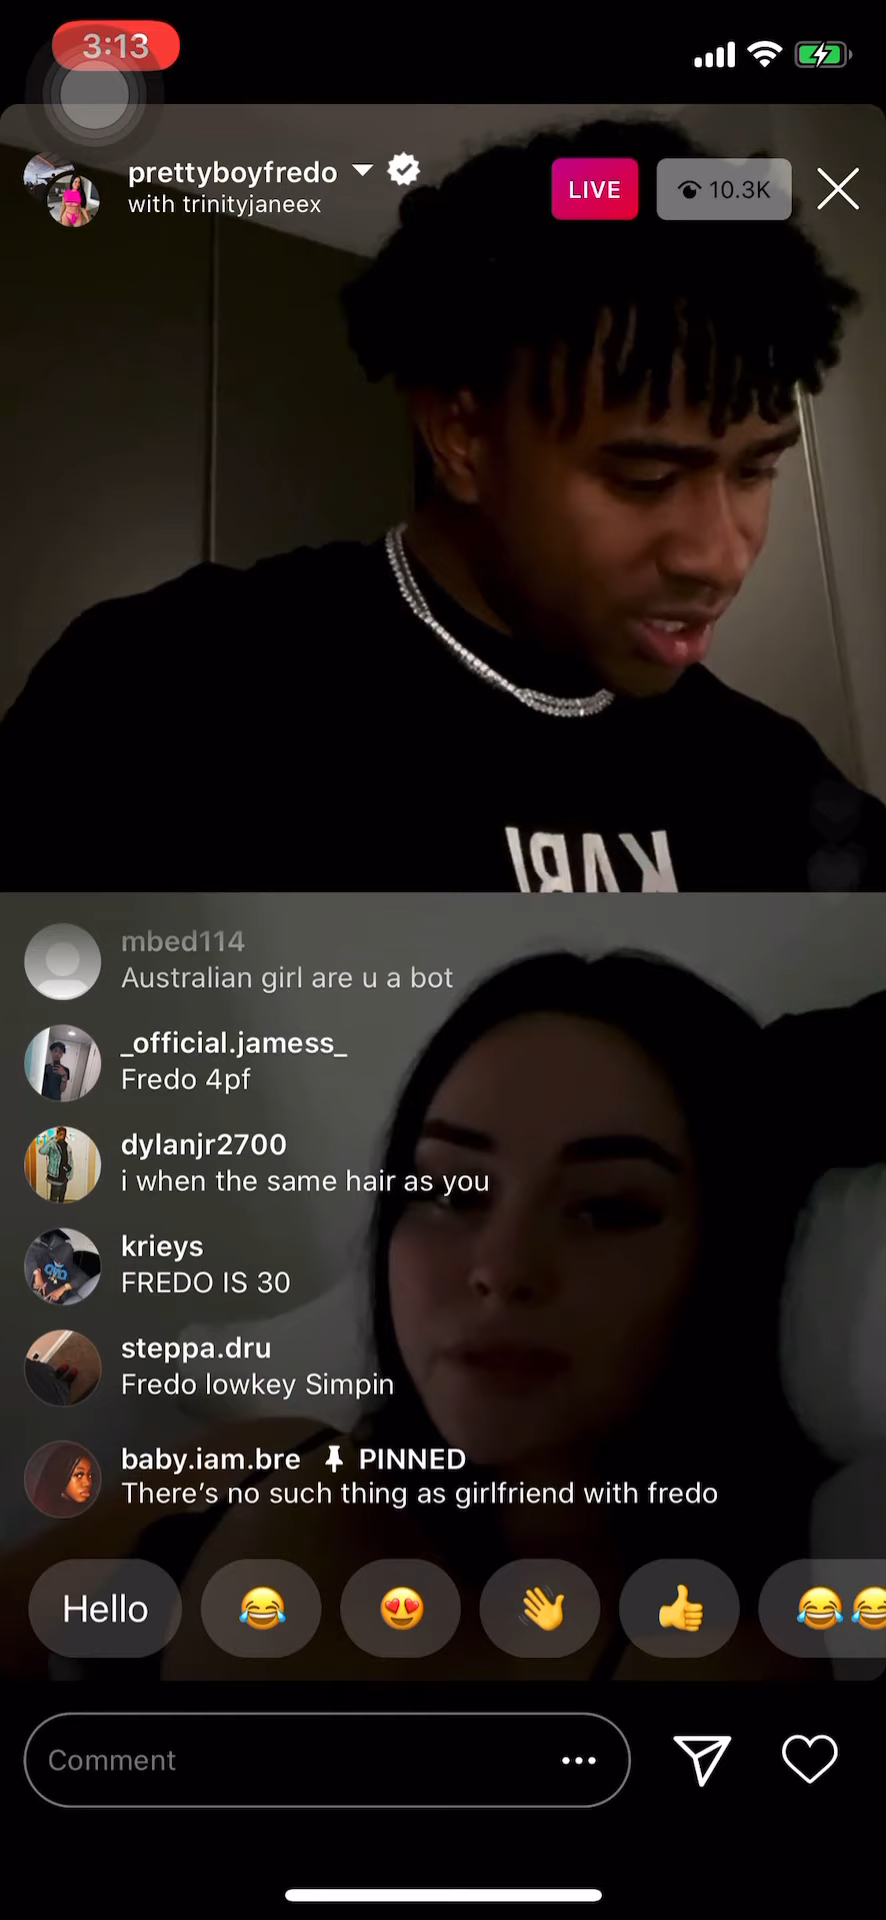 3:13
prettyboyfredo
with trinityjaneex
LIVE
10.3K
KARL
mbed114
Australian girl are u a bot
_official.jamess_
Fredo 4pf
dylanjr2700
i when the same hair as you
krieys
FREDO IS 30
steppa.dru
Fredo lowkey Simpin
baby.iam.bre PINNED
There's no such thing as girlfriend with fredo
Hello
Comment